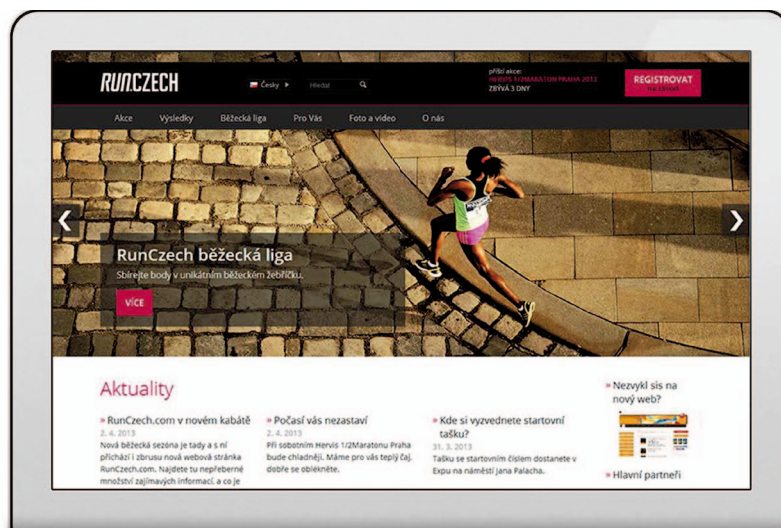 RUNCZECH
Česky
Hledat
příští akce:
HERVIS 1/2MARATON PRAHA 2013
ZBÝVÁ 3 DNY
REGISTROVAT
Akce
Výsledky
Běžecká liga
Pro Vás
Foto a video
O nás
RunCzech běžecká liga
Sbírejte body v unikátním běžeckém žebříčku.
VÍCE
Aktuality
» RunCzech.com v novém kabátě
2. 4. 2013
Nová běžecká sezóna je tady a s ní
přichází i zbrusu nová webová stránka
RunCzech.com. Najdete tu nepřeberné
množství zajímavých informací, a co je
» Počasí vás nezastaví
2. 4. 2013
Při sobotním Hervis 1/2Maratonu Praha
bude chladněji. Máme pro vás teplý čaj,
dobře se oblékněte.
» Kde si vyzvednete startovní
tašku?
31. 3. 2013
Tašku se startovním číslem dostanete v
Expu na náměstí Jana Palacha.
» Nezvykl sis na
nový web?
» Hlavní partneři